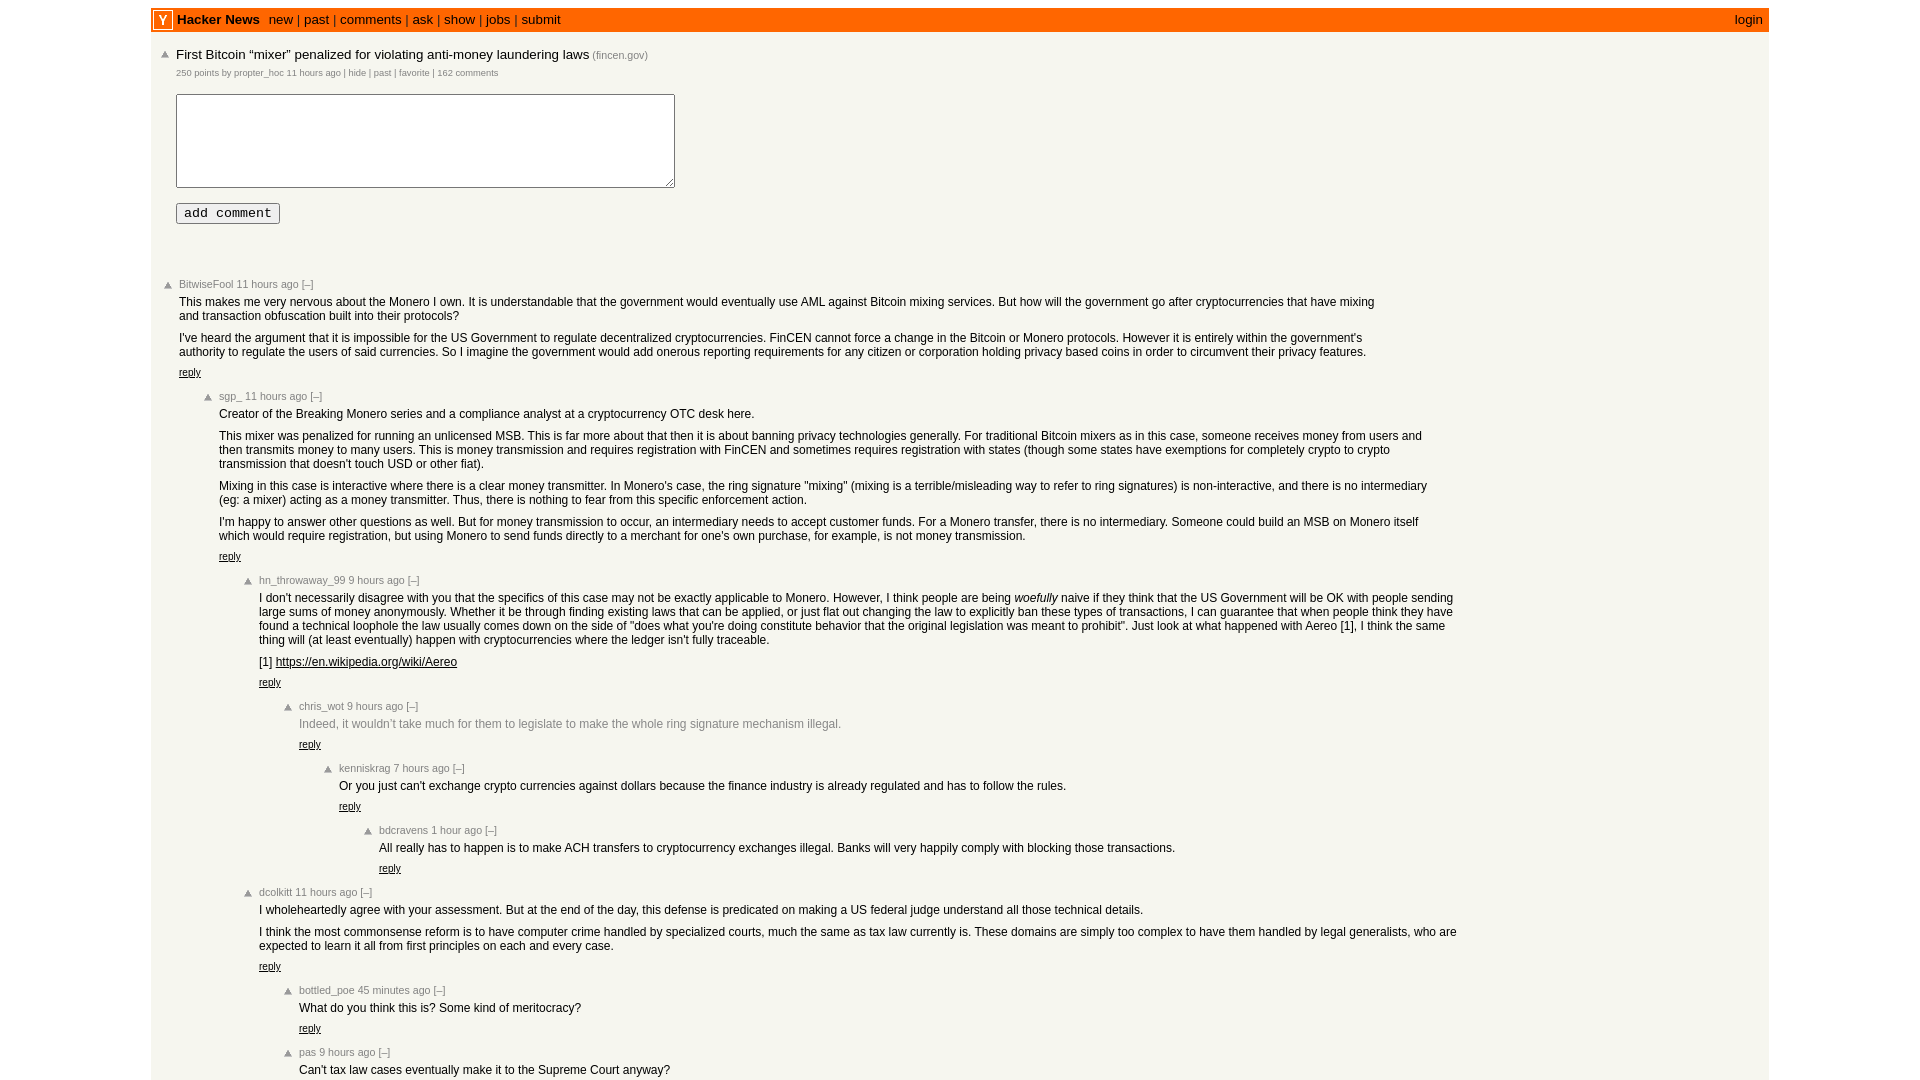 Y Hacker News new | past | comments | ask | show | jobs | submit login
First Bitcoin “mixer” penalized for violating anti-money laundering laws (fincen.gov)
250 points by propter_hoc 11 hours ago | hide | past | favorite | 162 comments
add comment
BitwiseFool 11 hours ago [–]
This makes me very nervous about the Monero I own. It is understandable that the government would eventually use AML against Bitcoin mixing services. But how will the government go after cryptocurrencies that have mixing
and transaction obfuscation built into their protocols?
I've heard the argument that it is impossible for the US Government to regulate decentralized cryptocurrencies. FinCEN cannot force a change in the Bitcoin or Monero protocols. However it is entirely within the government's
authority to regulate the users of said currencies. So I imagine the government would add onerous reporting requirements for any citizen or corporation holding privacy based coins in order to circumvent their privacy features.
reply
sgp_ 11 hours ago [–]
Creator of the Breaking Monero series and a compliance analyst at a cryptocurrency OTC desk here.
This mixer was penalized for running an unlicensed MSB. This is far more about that then it is about banning privacy technologies generally. For traditional Bitcoin mixers as in this case, someone receives money from users and
then transmits money to many users. This is money transmission and requires registration with FinCEN and sometimes requires registration with states (though some states have exemptions for completely crypto to crypto
transmission that doesn't touch USD or other fiat).
Mixing in this case is interactive where there is a clear money transmitter. In Monero's case, the ring signature "mixing" (mixing is a terrible/misleading way to refer to ring signatures) is non-interactive, and there is no intermediary
(eg: a mixer) acting as a money transmitter. Thus, there is nothing to fear from this specific enforcement action.
I'm happy to answer other questions as well. But for money transmission to occur, an intermediary needs to accept customer funds. For a Monero transfer, there is no intermediary. Someone could build an MSB on Monero itself
which would require registration, but using Monero to send funds directly to a merchant for one's own purchase, for example, is not money transmission.
reply
hn_throwaway_99 9 hours ago [–]
I don't necessarily disagree with you that the specifics of this case may not be exactly applicable to Monero. However, I think people are being woefully naive if they think that the US Government will be OK with people sending
large sums of money anonymously. Whether it be through finding existing laws that can be applied, or just flat out changing the law to explicitly ban these types of transactions, I can guarantee that when people think they have
found a technical loophole the law usually comes down on the side of "does what you're doing constitute behavior that the original legislation was meant to prohibit". Just look at what happened with Aereo [1], I think the same
thing will (at least eventually) happen with cryptocurrencies where the ledger isn't fully traceable.
[1] https://en.wikipedia.org/wiki/Aereo
reply
chris_wot 9 hours ago [–]
Indeed, it wouldn’t take much for them to legislate to make the whole ring signature mechanism illegal.
reply
kenniskrag 7 hours ago [–]
Or you just can't exchange crypto currencies against dollars because the finance industry is already regulated and has to follow the rules.
reply
bdcravens 1 hour ago [–]
All really has to happen is to make ACH transfers to cryptocurrency exchanges illegal. Banks will very happily comply with blocking those transactions.
reply
dcolkitt 11 hours ago [–]
I wholeheartedly agree with your assessment. But at the end of the day, this defense is predicated on making a US federal judge understand all those technical details.
I think the most commonsense reform is to have computer crime handled by specialized courts, much the same as tax law currently is. These domains are simply too complex to have them handled by legal generalists, who are
expected to learn it all from first principles on each and every case.
reply
bottled_poe 45 minutes ago [–]
What do you think this is? Some kind of meritocracy?
reply
pas 9 hours ago [–]
Can't tax law cases eventually make it to the Supreme Court anyway?